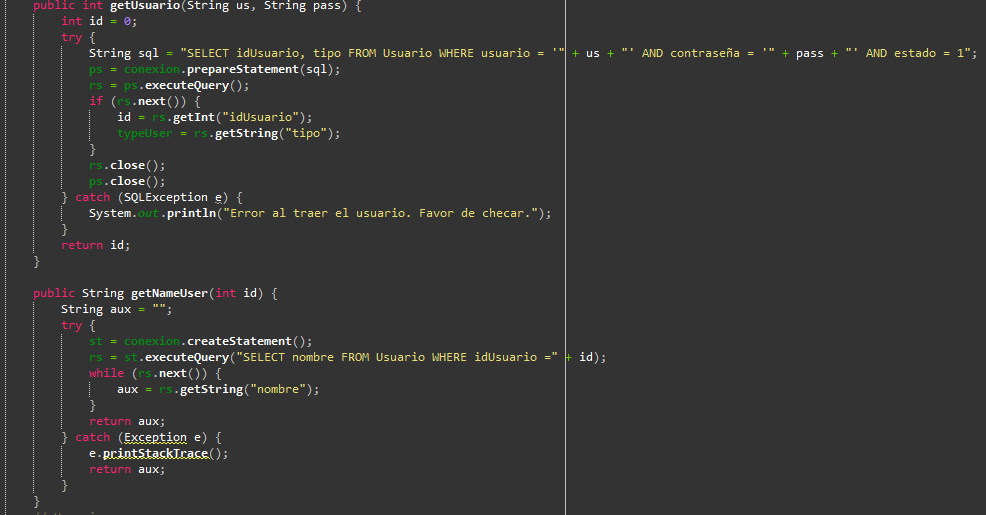 public int getUsuario(String us, String pass) {
int id = 0;
try {
String sql = "SELECT idUsuario, tipo FROM Usuario WHERE usuario = '" + us + "' AND contraseña = '" + pass + "' AND estado = 1";
ps = conexion.prepareStatement(sql);
rs = ps.executeQuery();
if (rs.next()) {
id = rs.getInt("idUsuario");
typeUser = rs.getString("tipo");
}
rs.close();
ps.close();
} catch (SQLException e) {
System.out.println("Error al traer el usuario. Favor de checar.");
}
return id;
}
public String getNameUser(int id) {
String aux = "";
try {
st = conexion.createStatement();
rs = st.executeQuery("SELECT nombre FROM Usuario WHERE idUsuario =" + id);
while (rs.next()) {
aux = rs.getString("nombre");
}
return aux;
} catch (Exception e) {
e.printStackTrace();
return aux;
}
}